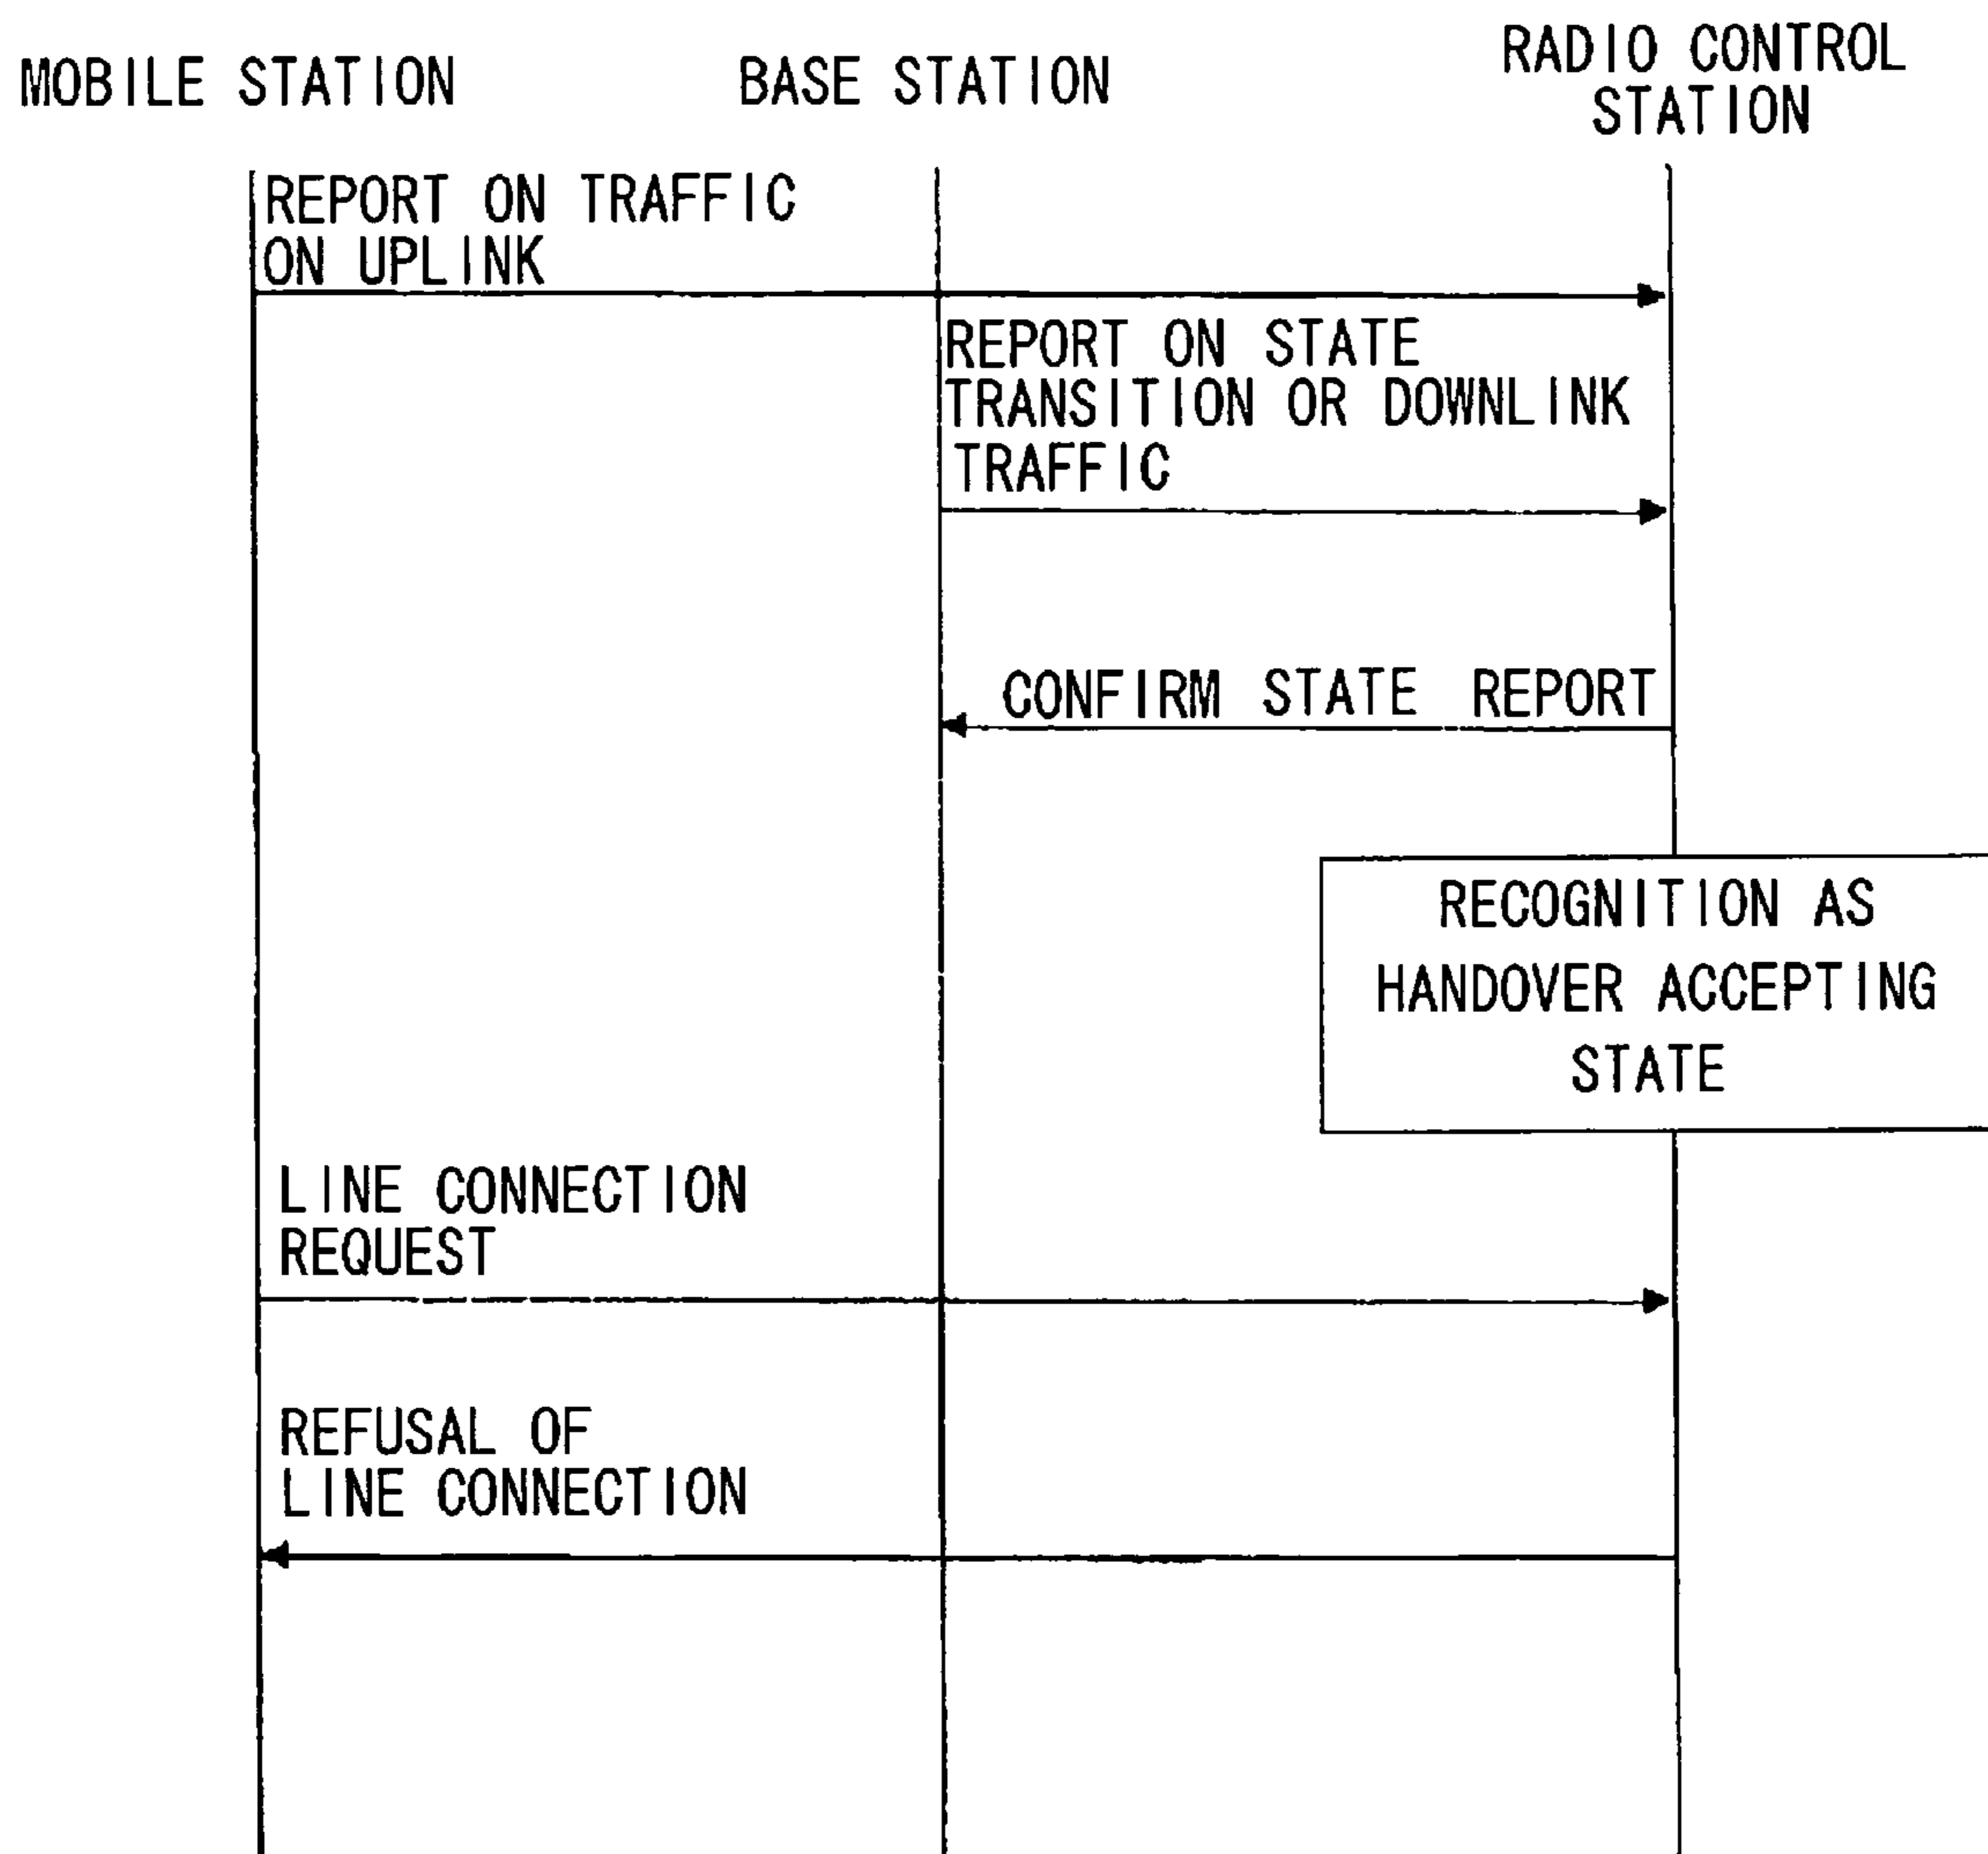 MOBILE STATION
BASE STATION
RADIO CONTROL
STATION
REPORT ON TRAFFIC
ON UPLINK
REPORT ON STATE
TRANSITION OR DOWNLINK
TRAFFIC
CONFIRM STATE REPORT
RECOGNITION AS
HANDOVER ACCEPTING
STATE
LINE CONNECTION
REQUEST
REFUSAL OF
LINE CONNECTION